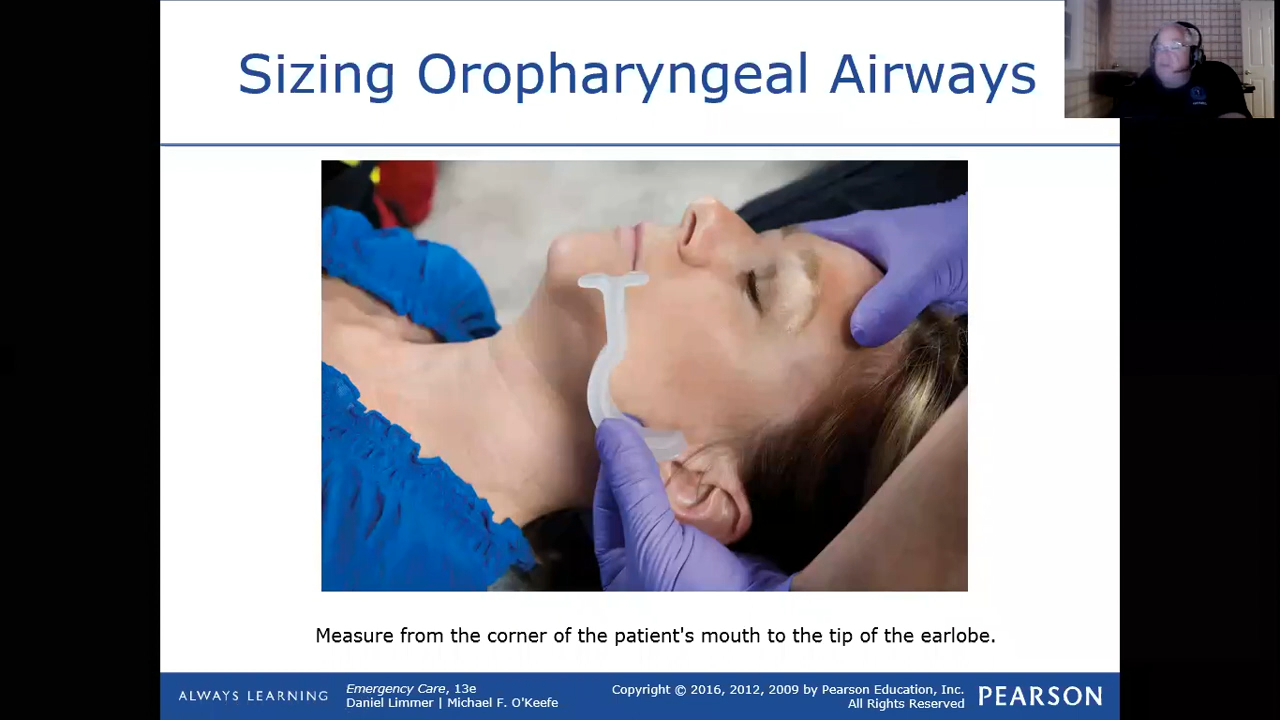 Sizing Oropharyngeal Airways
Measure from the corner of the patient's mouth to the tip of the earlobe.
ALWAYS LEARNING
Emergency Care, 13e
Daniel Limmer | Michael F. O'Keefe
Copyright © 2016, 2012, 2009 by Pearson Education, Inc.
All Rights Reserved
PEARSON